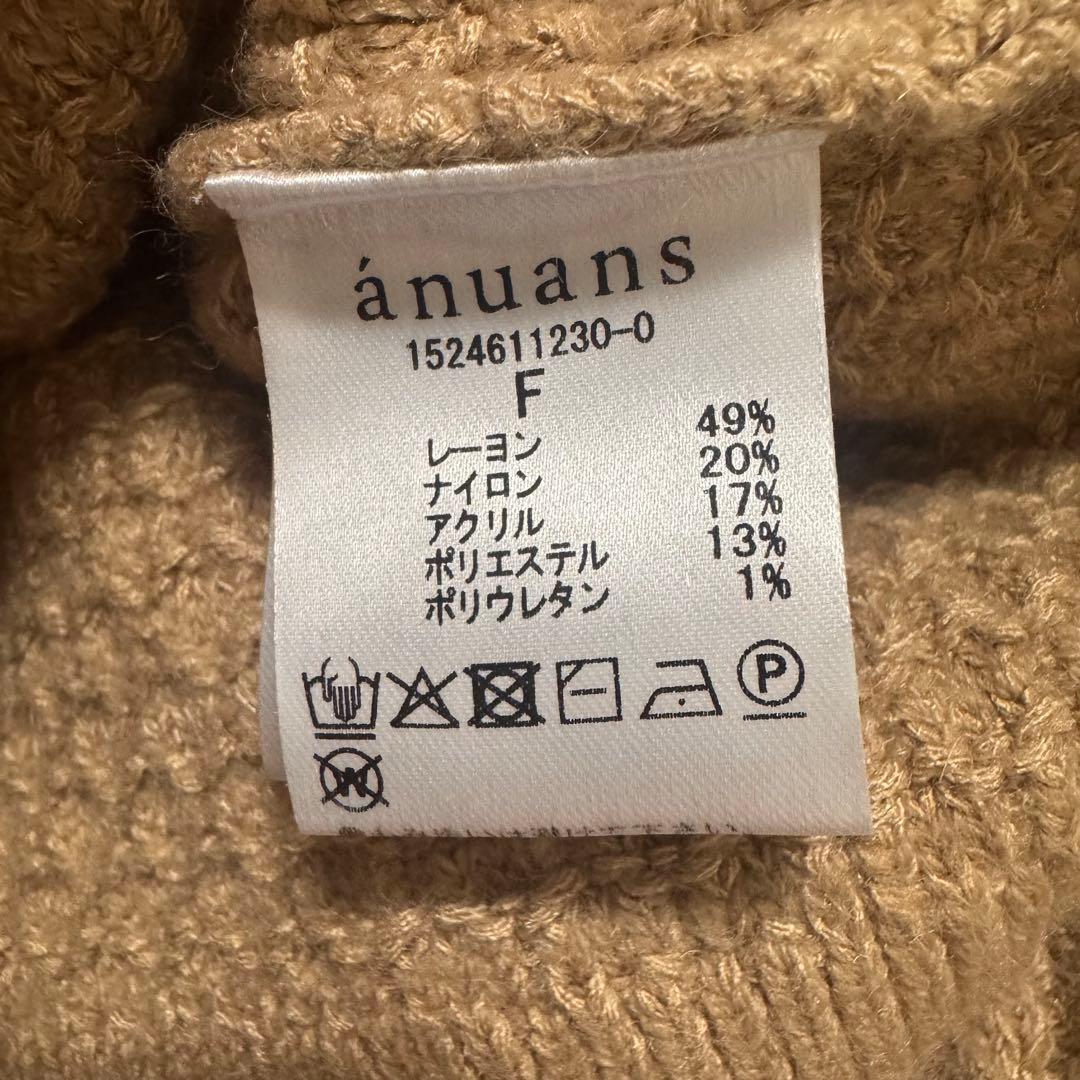 ánuans
1524611230-0
F
レーヨン 49%
ナイロン 20%
アクリル 17%
ポリエステル 13%
ポリウレタン 1%
P
W